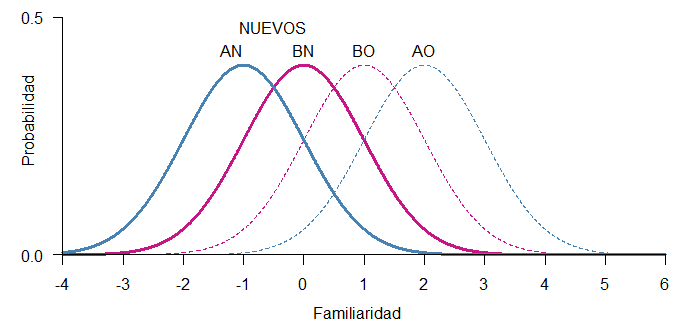 0.5
NUEVOS
AN BN BO AO
Probabilidad
0.0
-4 -3 -2 -1 0 1 2 3 4 5 6
Familiaridad